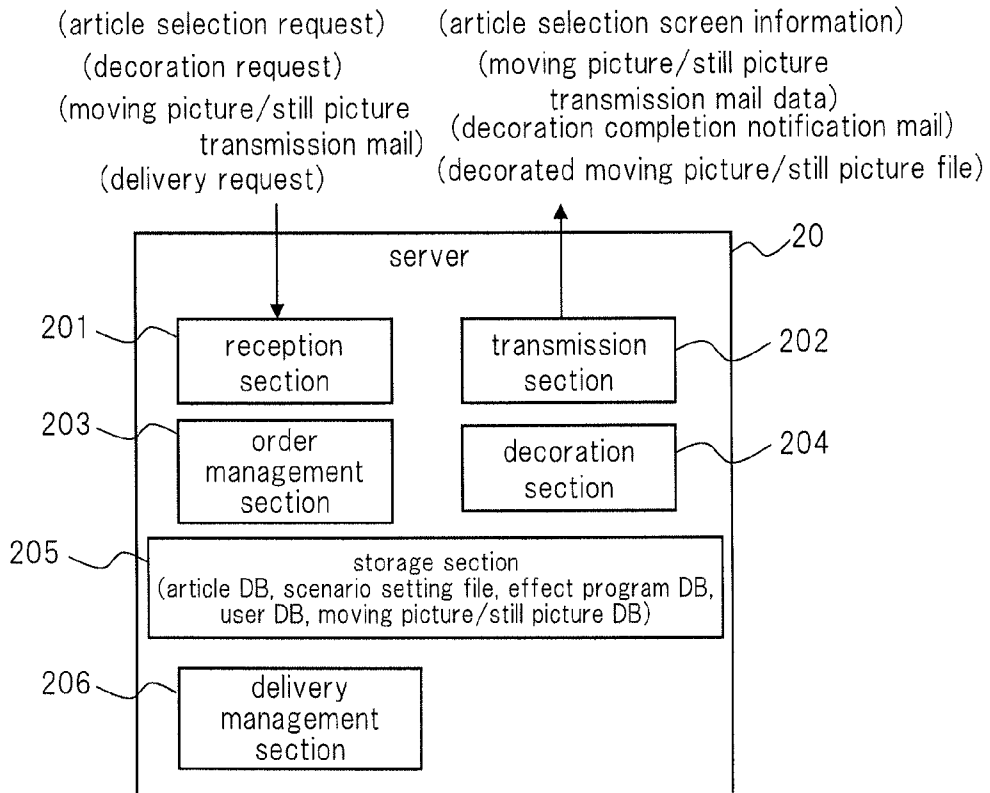 (article selection request)
(decoration request)
(moving picture/still picture
transmission mail)
(delivery request)
(article selection screen information)
(moving picture/still picture
transmission mail data)
(decoration completion notification mail)
(decorated moving picture/still picture file)
server
20
201
reception
section
transmission
section
202
203
order
management
section
decoration
section
204
205
storage section
(article DB, scenario setting file, effect program DB,
user DB, moving picture/still picture DB)
206
delivery
management
section